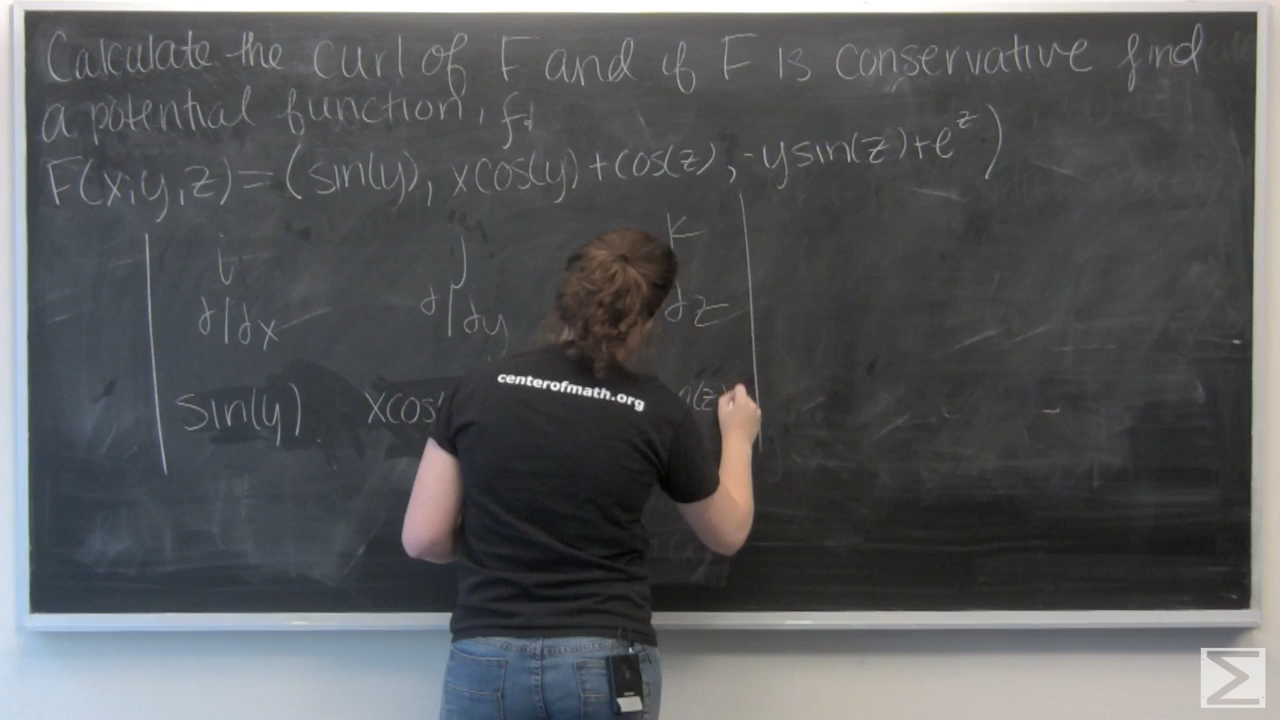 Calculate the curl of F and if F is conservative find
a potential function, f.
F(x,y,z)=(sin(y), xcos(y)+cos(z), -ysin(z)+e^z)
i j k
d/dx d/dy dz
sin(y) xcos( (z)
centerofmath.org
Σ